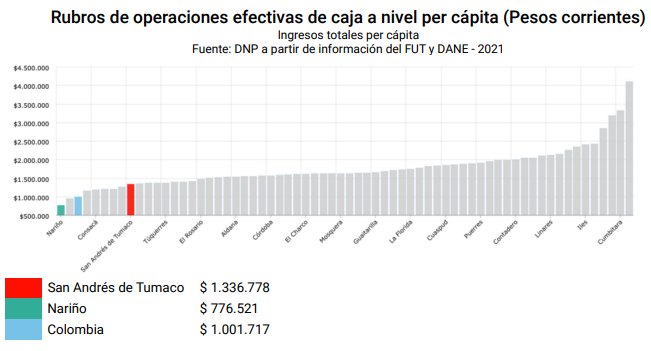 Rubros de operaciones efectivas de caja a nivel per cápita (Pesos corrientes)
Ingresos totales per cápita
Fuente: DNP a partir de información del FUT y DANE - 2021
$4.500.000
$4.000.000
$3.500.000
$3.000.000
$2.500.000
$2.000.000
$1.500.000
$1.000.000
$500.000
Nariño
Consacá
San Andrés de Tumaco
Túquerres
El Rosario
Aldana
Córdoba
El Charco
Mosquera
Guaitarilla
La Florida
Cuaspud
Puerres
Contadero
Linares
Iles
Cumbitara
San Andrés de Tumaco $ 1.336.778
Nariño $ 776.521
Colombia $ 1.001.717